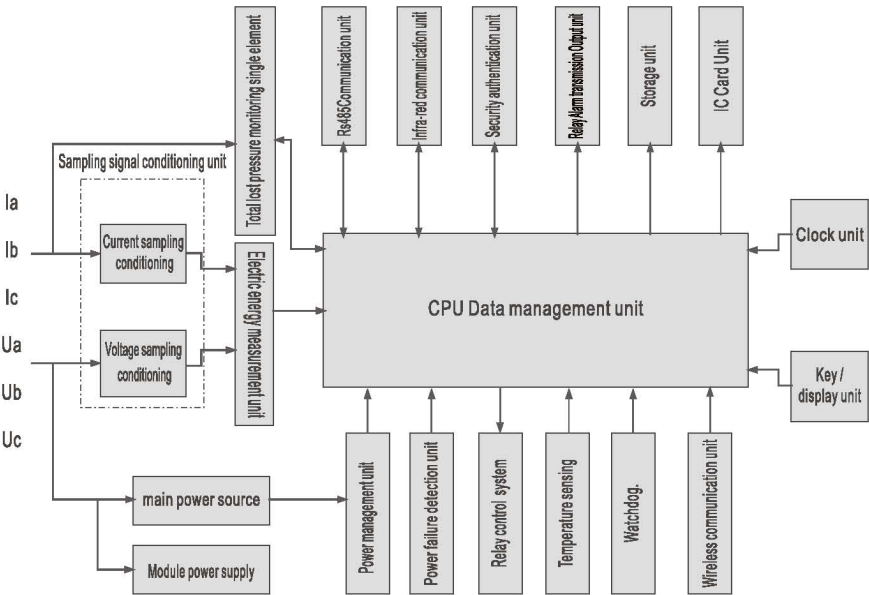 Total lost pressure monitoring single element
Rs485Communication unit
Infra-red communication unit
Security authentication unit
Relay Alarm transmission Output unit
Storage unit
IC Card Unit
Sampling signal conditioning unit
Ia
Ib
Ic
Ua
Ub
Uc
Current sampling
conditioning
Voltage sampling
conditioning
Electric energy measurement unit
CPU Data management unit
Clock unit
Key /
display unit
main power source
Module power supply
Power management unit
Power failure detection unit
Relay control system
Temperature sensing
Watchdog.
Wireless communication unit